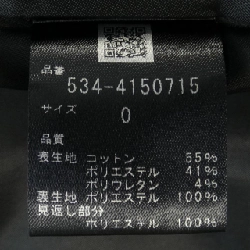 品番
534-4150715
サイズ
0
品質
表生地 コットン 55%
ポリエステル 41%
ポリウレタン 4%
裏生地 ポリエステル 100%
見返し部分
ポリエステル 100%